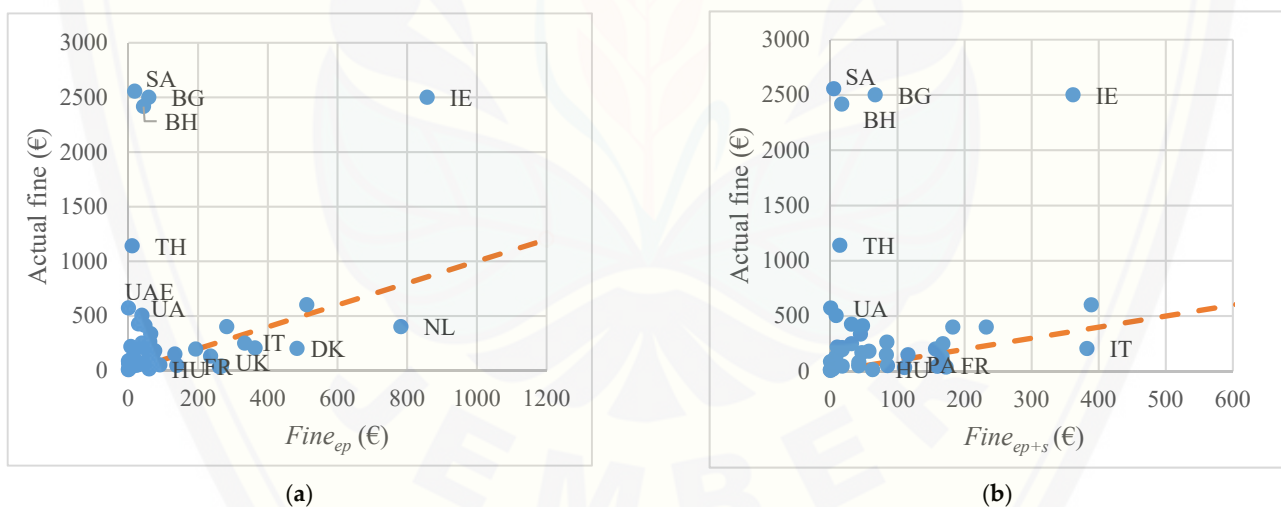 3000
2500
2000
1500
1000
500
0
Actual fine (€)
SA
BG
BH
IE
TH
UAE
UA
IT
NL
DK
UK
FR
HU
0 200 400 600 800 1000 1200
Fine_ep (€)
(a)
3000
2500
2000
1500
1000
500
0
Actual fine (€)
SA
BG
BH
IE
TH
UA
IT
HU
PA
FR
0 100 200 300 400 500 600
Fine_ep+s (€)
(b)
EMBE